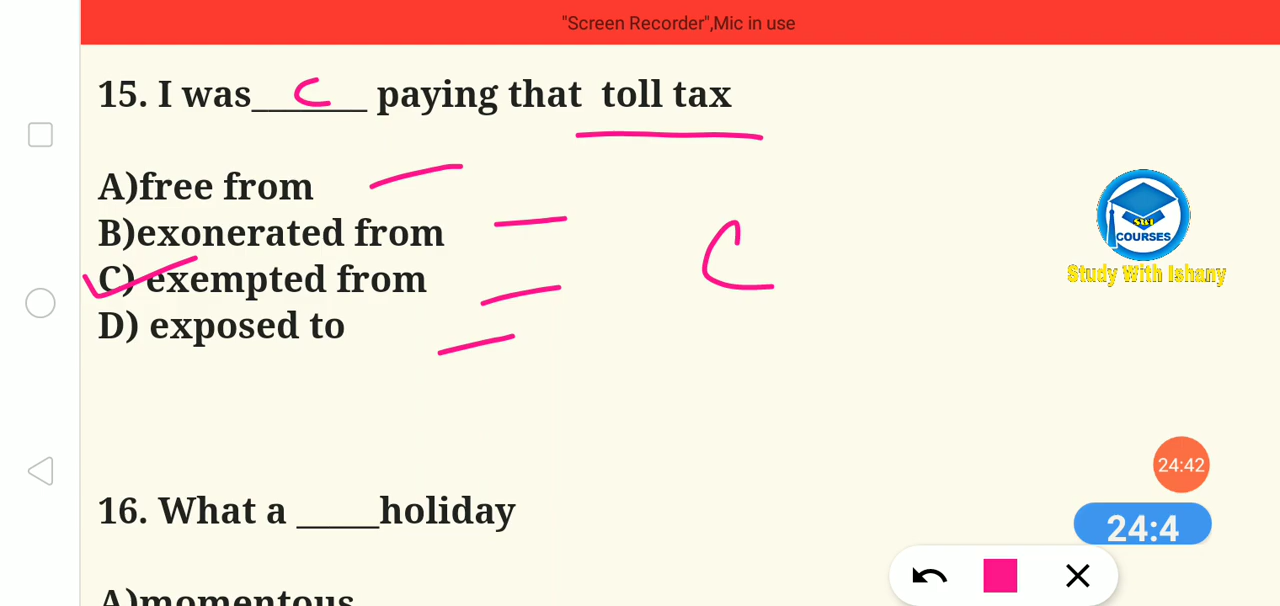 "Screen Recorder",Mic in use
15. I was___C___ paying that toll tax
A)free from
B)exonerated from
C) exempted from
D) exposed to
C
COURSES
Study With Ishany
24:42
16. What a _____holiday
24:4
A)momentous